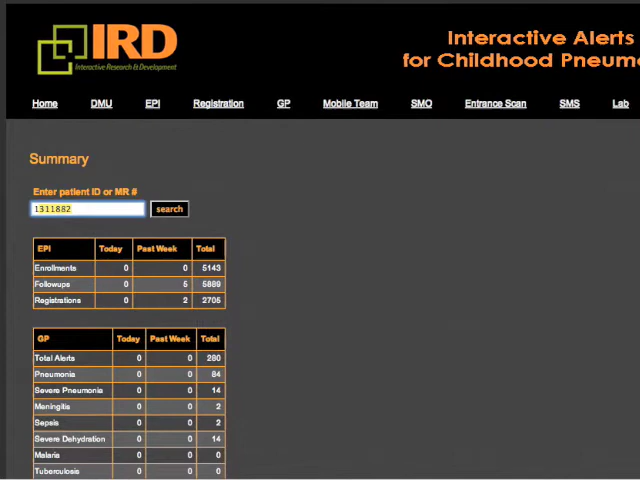 IRD
Interactive Research & Development
Interactive Alerts
for Childhood
Home DMU EPI Registration GP Mobile Team SMO Entrance Scan SMS Lab
Summary
Enter patient ID or MR #
1311882 search
EPI Today Past Week Total
Enrollments 0 0 5143
Followups 0 5 5889
Registrations 0 2 2705
GP Today Past Week Total
Total Alerts 0 0 280
Pneumonia 0 0 84
Severe Pneumonia 0 0 14
Meningitis 0 0 2
Sepsis 0 0 2
Severe Dehydration 0 0 14
Malaria 0 0 0
Tuberculosis 0 0 0